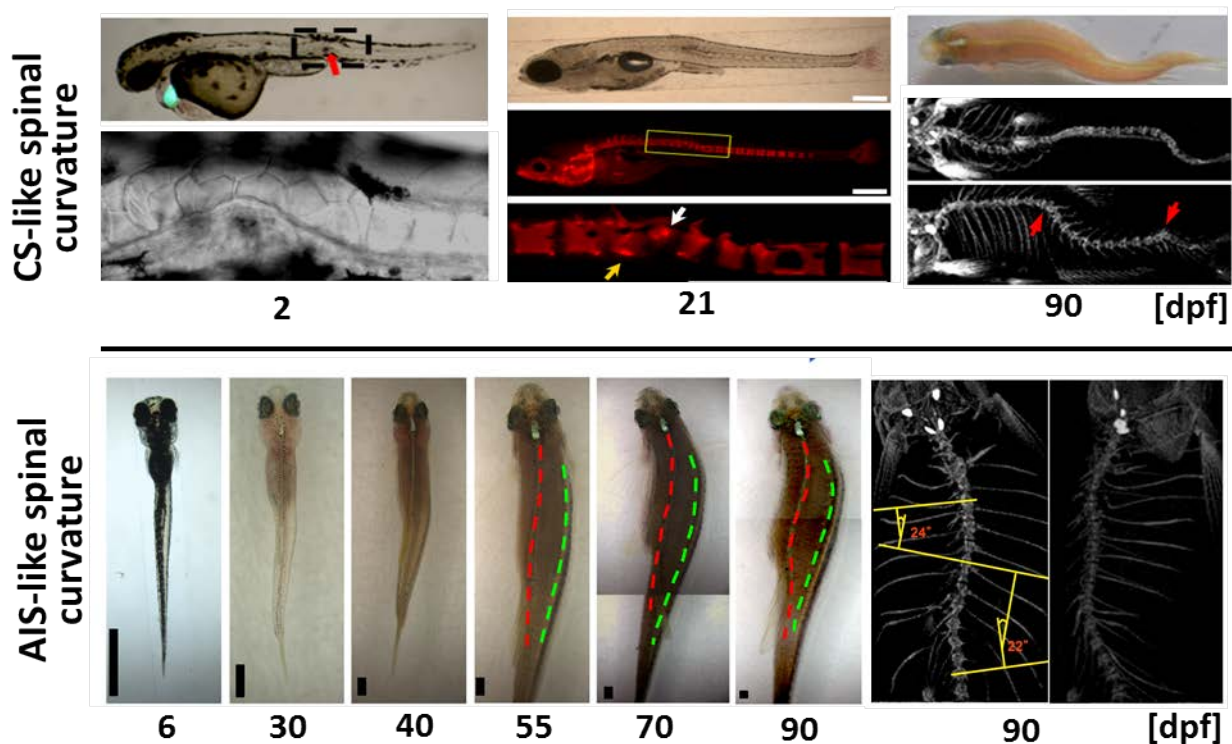 CS-like spinal
curvature
2
21
90
[dpf]
AIS-like spinal
curvature
24°
22°
6
30
40
55
70
90
90
[dpf]